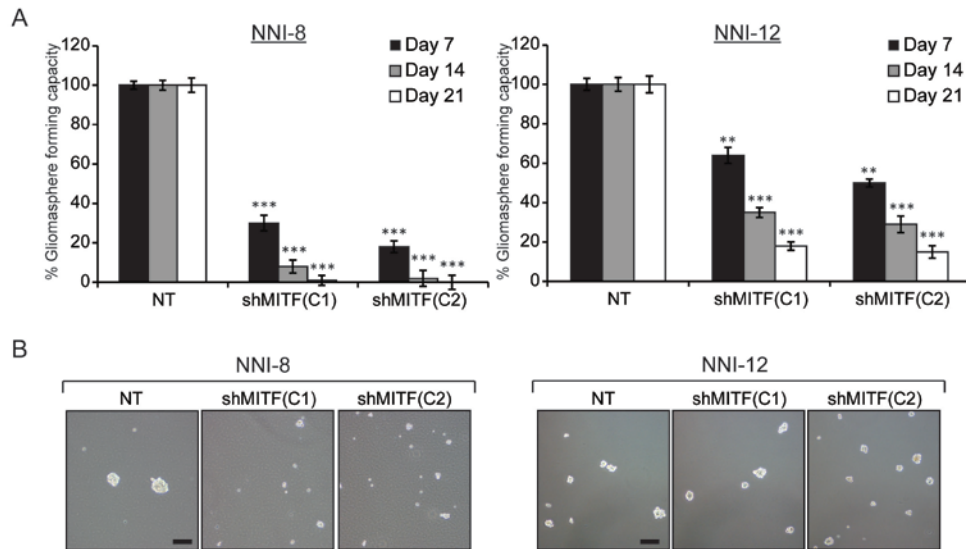 A
NNI-8
% Gliomasphere forming capacity
120
100
80
60
40
20
0
Day 7
Day 14
Day 21
***
***
***
***
***
***
NT
shMITF(C1)
shMITF(C2)
NNI-12
% Gliomasphere forming capacity
120
100
80
60
40
20
0
Day 7
Day 14
Day 21
**
***
***
**
***
***
NT
shMITF(C1)
shMITF(C2)
B
NNI-8
NT
shMITF(C1)
shMITF(C2)
NNI-12
NT
shMITF(C1)
shMITF(C2)